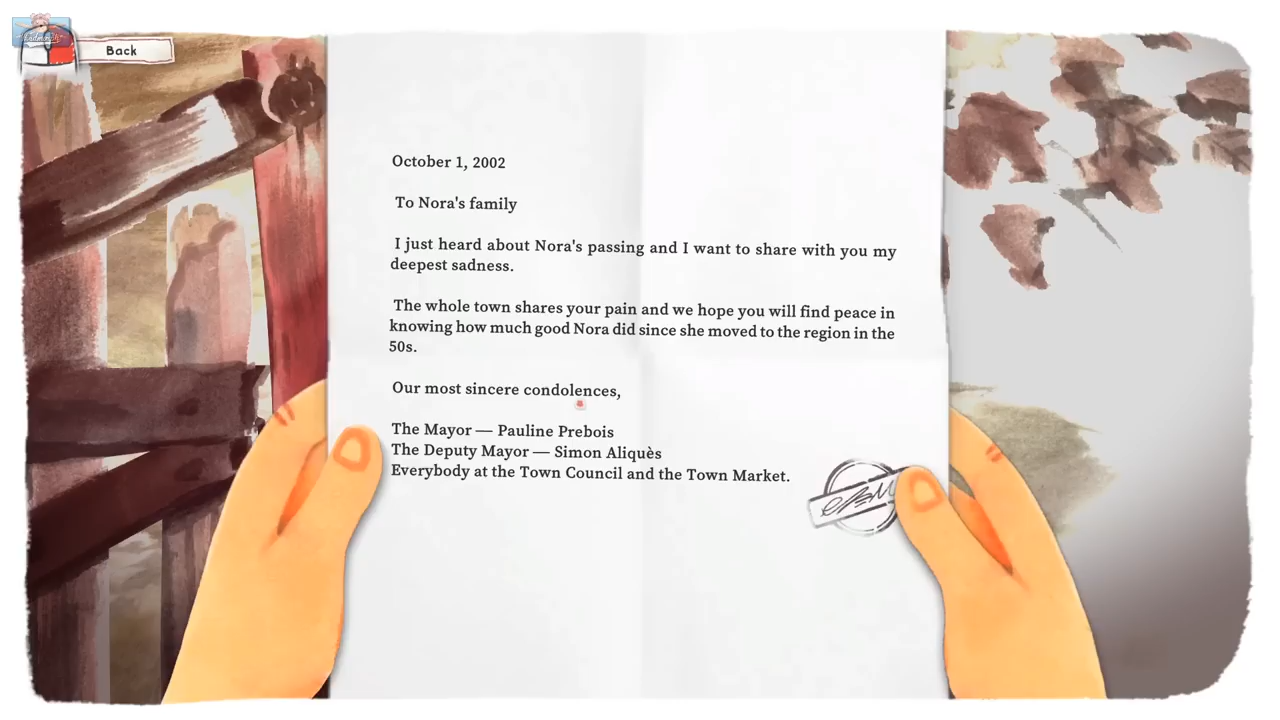 Back
October 1, 2002
To Nora's family
I just heard about Nora's passing and I want to share with you my
deepest sadness.
The whole town shares your pain and we hope you will find peace in
knowing how much good Nora did since she moved to the region in the
50s.
Our most sincere condolences,
The Mayor — Pauline Prebois
The Deputy Mayor — Simon Aliquès
Everybody at the Town Council and the Town Market.